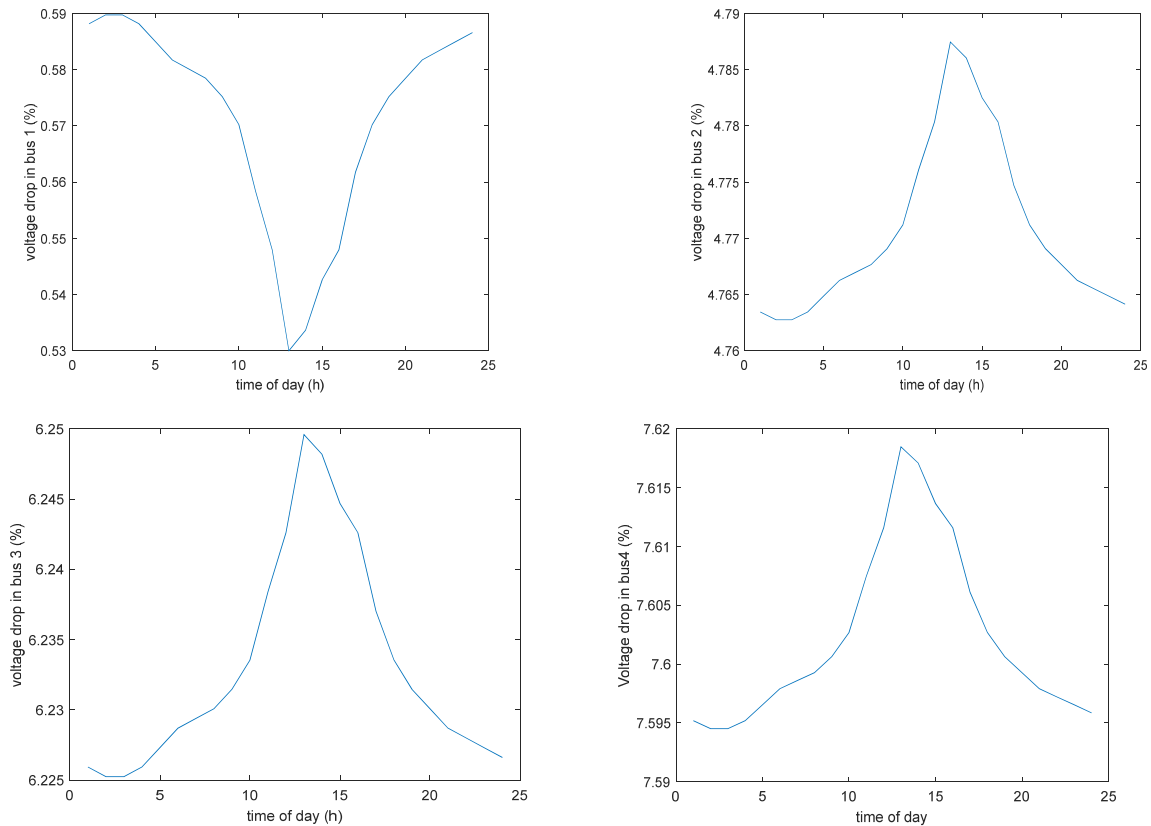 voltage drop in bus 1 (%)
0.59
0.58
0.57
0.56
0.55
0.54
0.53
0 5 10 15 20 25
time of day (h)
voltage drop in bus 2 (%)
4.79
4.785
4.78
4.775
4.77
4.765
4.76
0 5 10 15 20 25
time of day (h)
voltage drop in bus 3 (%)
6.25
6.245
6.24
6.235
6.23
6.225
0 5 10 15 20 25
time of day (h)
Voltage drop in bus4 (%)
7.62
7.615
7.61
7.605
7.6
7.595
7.59
0 5 10 15 20 25
time of day